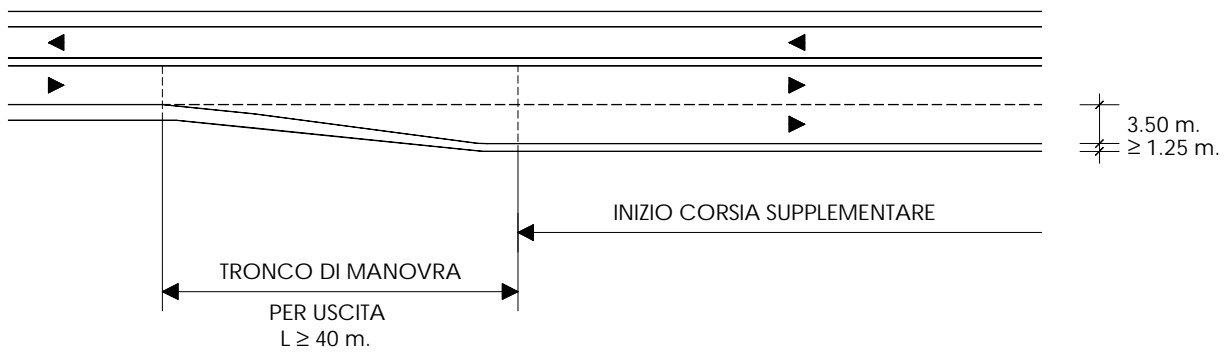 3.50 m.
≥ 1.25 m.
INIZIO CORSIA SUPPLEMENTARE
TRONCO DI MANOVRA
PER USCITA
L ≥ 40 m.